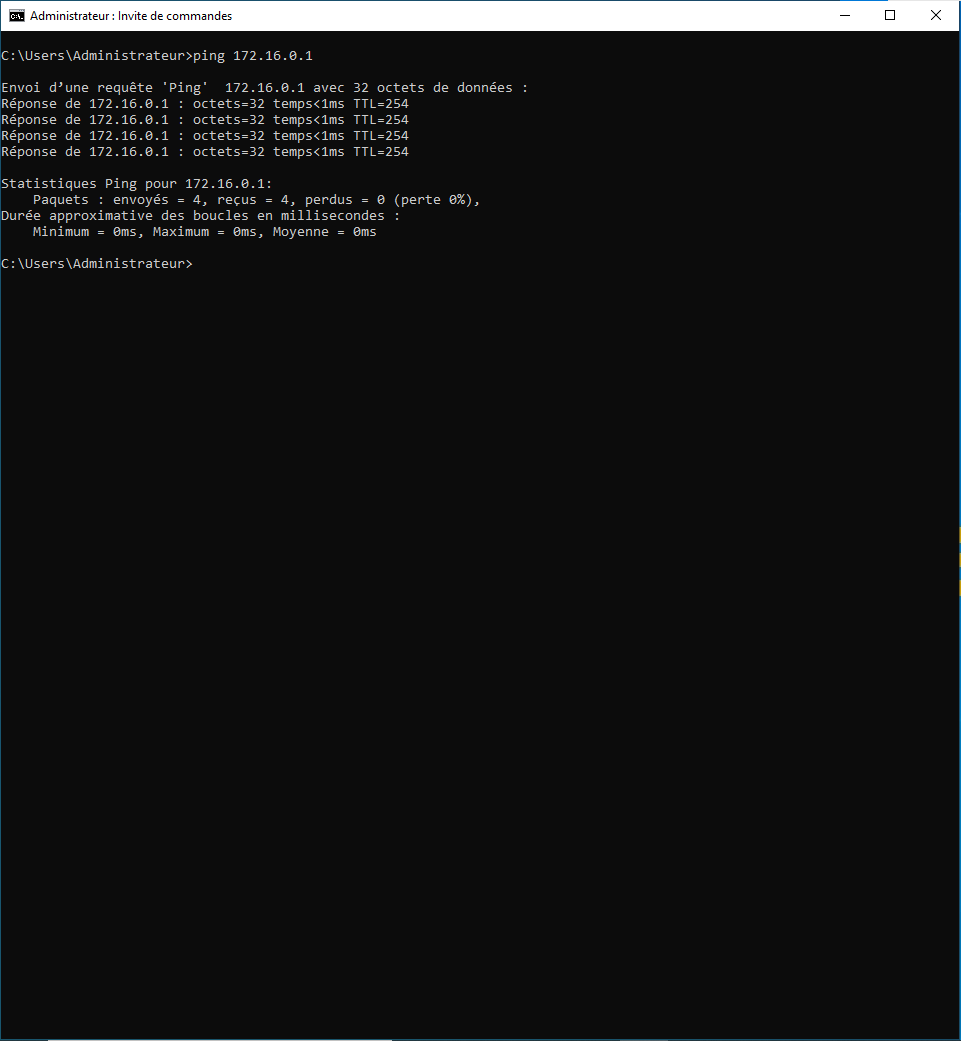 Administrateur : Invite de commandes
C:\Users\Administrateur>ping 172.16.0.1
Envoi d’une requête 'Ping'  172.16.0.1 avec 32 octets de données :
Réponse de 172.16.0.1 : octets=32 temps<1ms TTL=254
Réponse de 172.16.0.1 : octets=32 temps<1ms TTL=254
Réponse de 172.16.0.1 : octets=32 temps<1ms TTL=254
Réponse de 172.16.0.1 : octets=32 temps<1ms TTL=254
Statistiques Ping pour 172.16.0.1:
    Paquets : envoyés = 4, reçus = 4, perdus = 0 (perte 0%),
Durée approximative des boucles en millisecondes :
    Minimum = 0ms, Maximum = 0ms, Moyenne = 0ms
C:\Users\Administrateur>